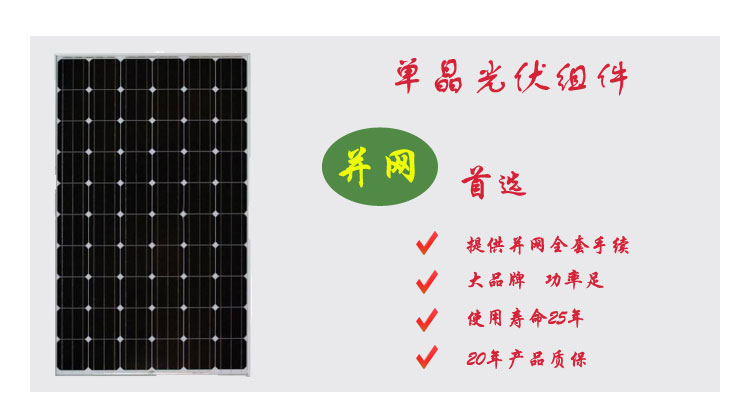 单晶光伏组件
并网
首选
提供并网全套手续
大品牌 功率足
使用寿命25年
20年产品质保